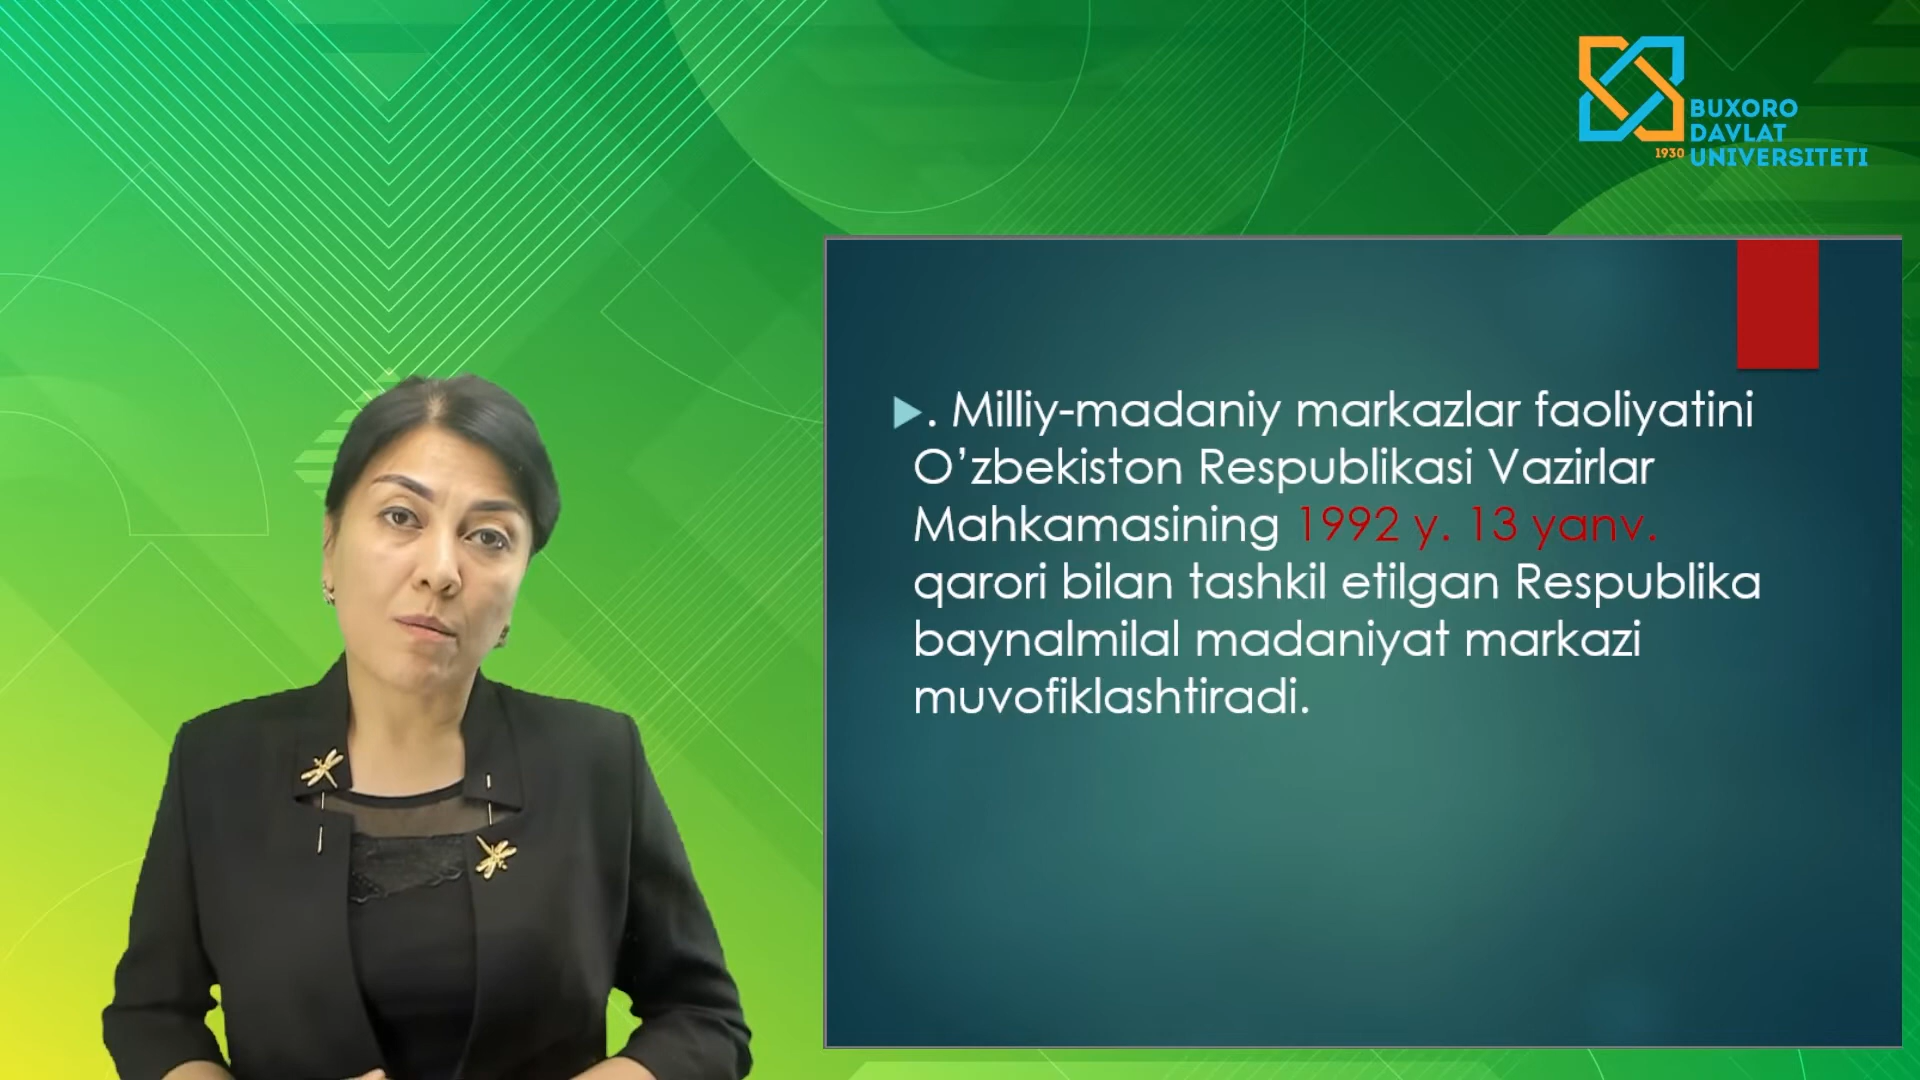 BUXORO
DAVLAT
1930 UNIVERSITETI
. Milliy-madaniy markazlar faoliyatini
O’zbekiston Respublikasi Vazirlar
Mahkamasining 1992 y. 13 yanv.
qarori bilan tashkil etilgan Respublika
baynalmilal madaniyat markazi
muvofiklashtiradi.